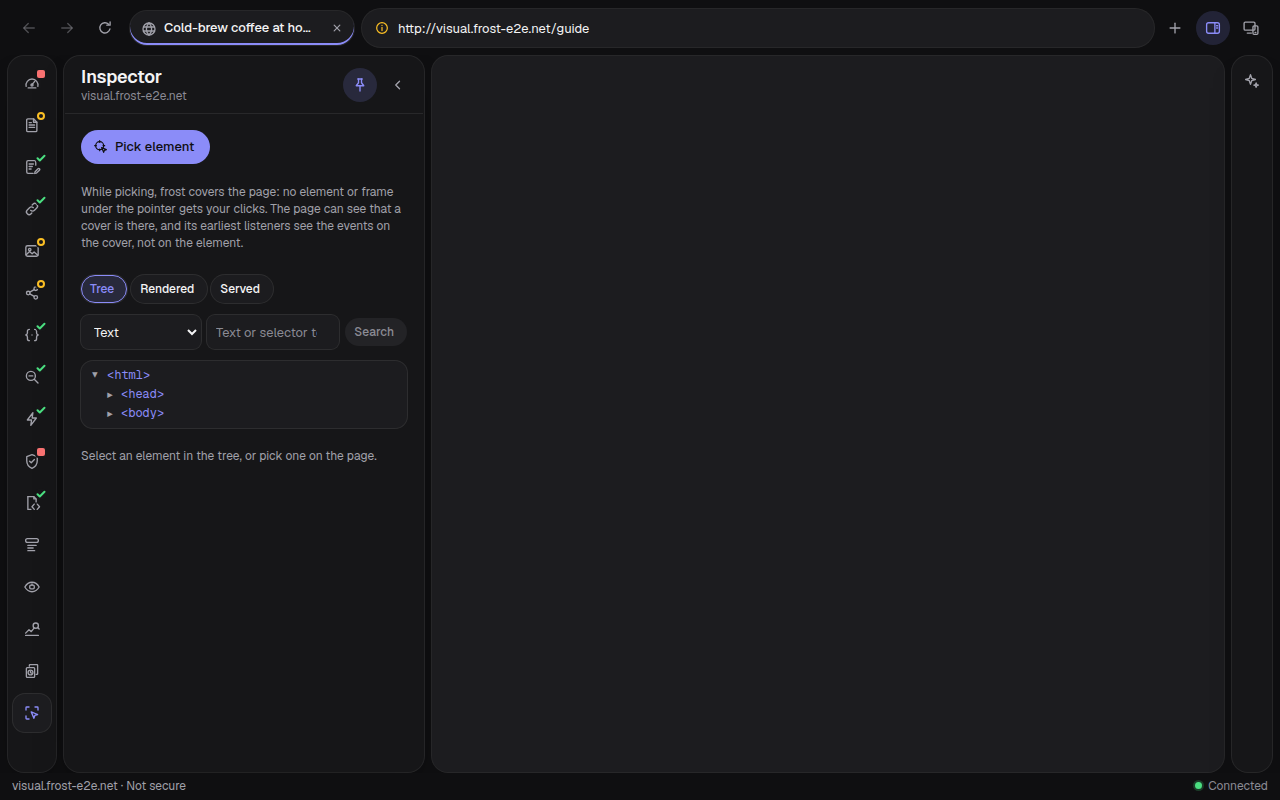 Cold-brew coffee at ho...
http://visual.frost-e2e.net/guide
Inspector
visual.frost-e2e.net
Pick element
While picking, frost covers the page: no element or frame
under the pointer gets your clicks. The page can see that a
cover is there, and its earliest listeners see the events on
the cover, not on the element.
Tree Rendered Served
Text Text or selector t Search
<html>
<head>
<body>
Select an element in the tree, or pick one on the page.
visual.frost-e2e.net · Not secure
Connected